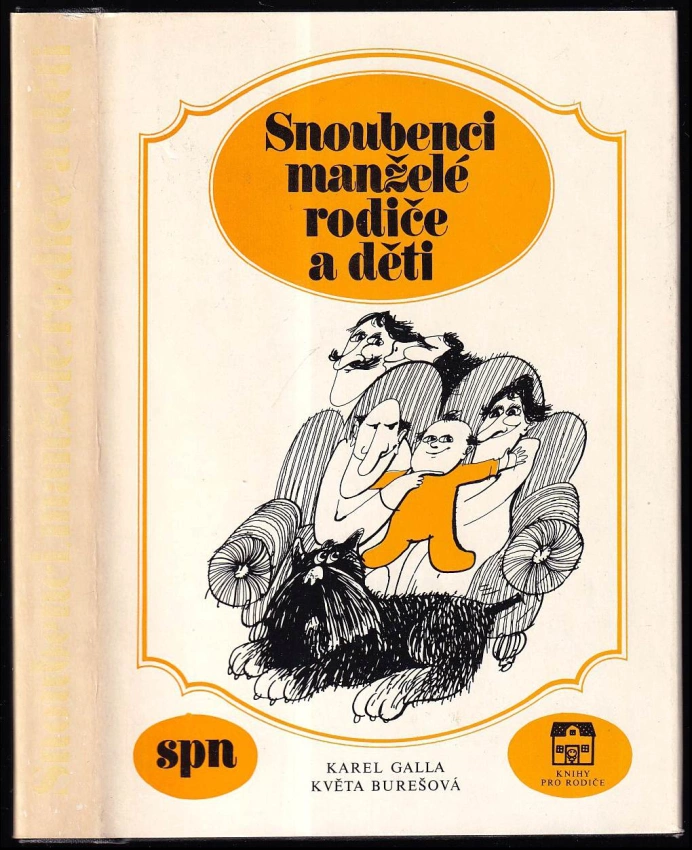 Snoubenci
manželé
rodiče
a děti
spn
KAREL GALLA
KVĚTA BUREŠOVÁ
KNIHY
PRO RODIČE
Snoubenci manželé rodiče a děti